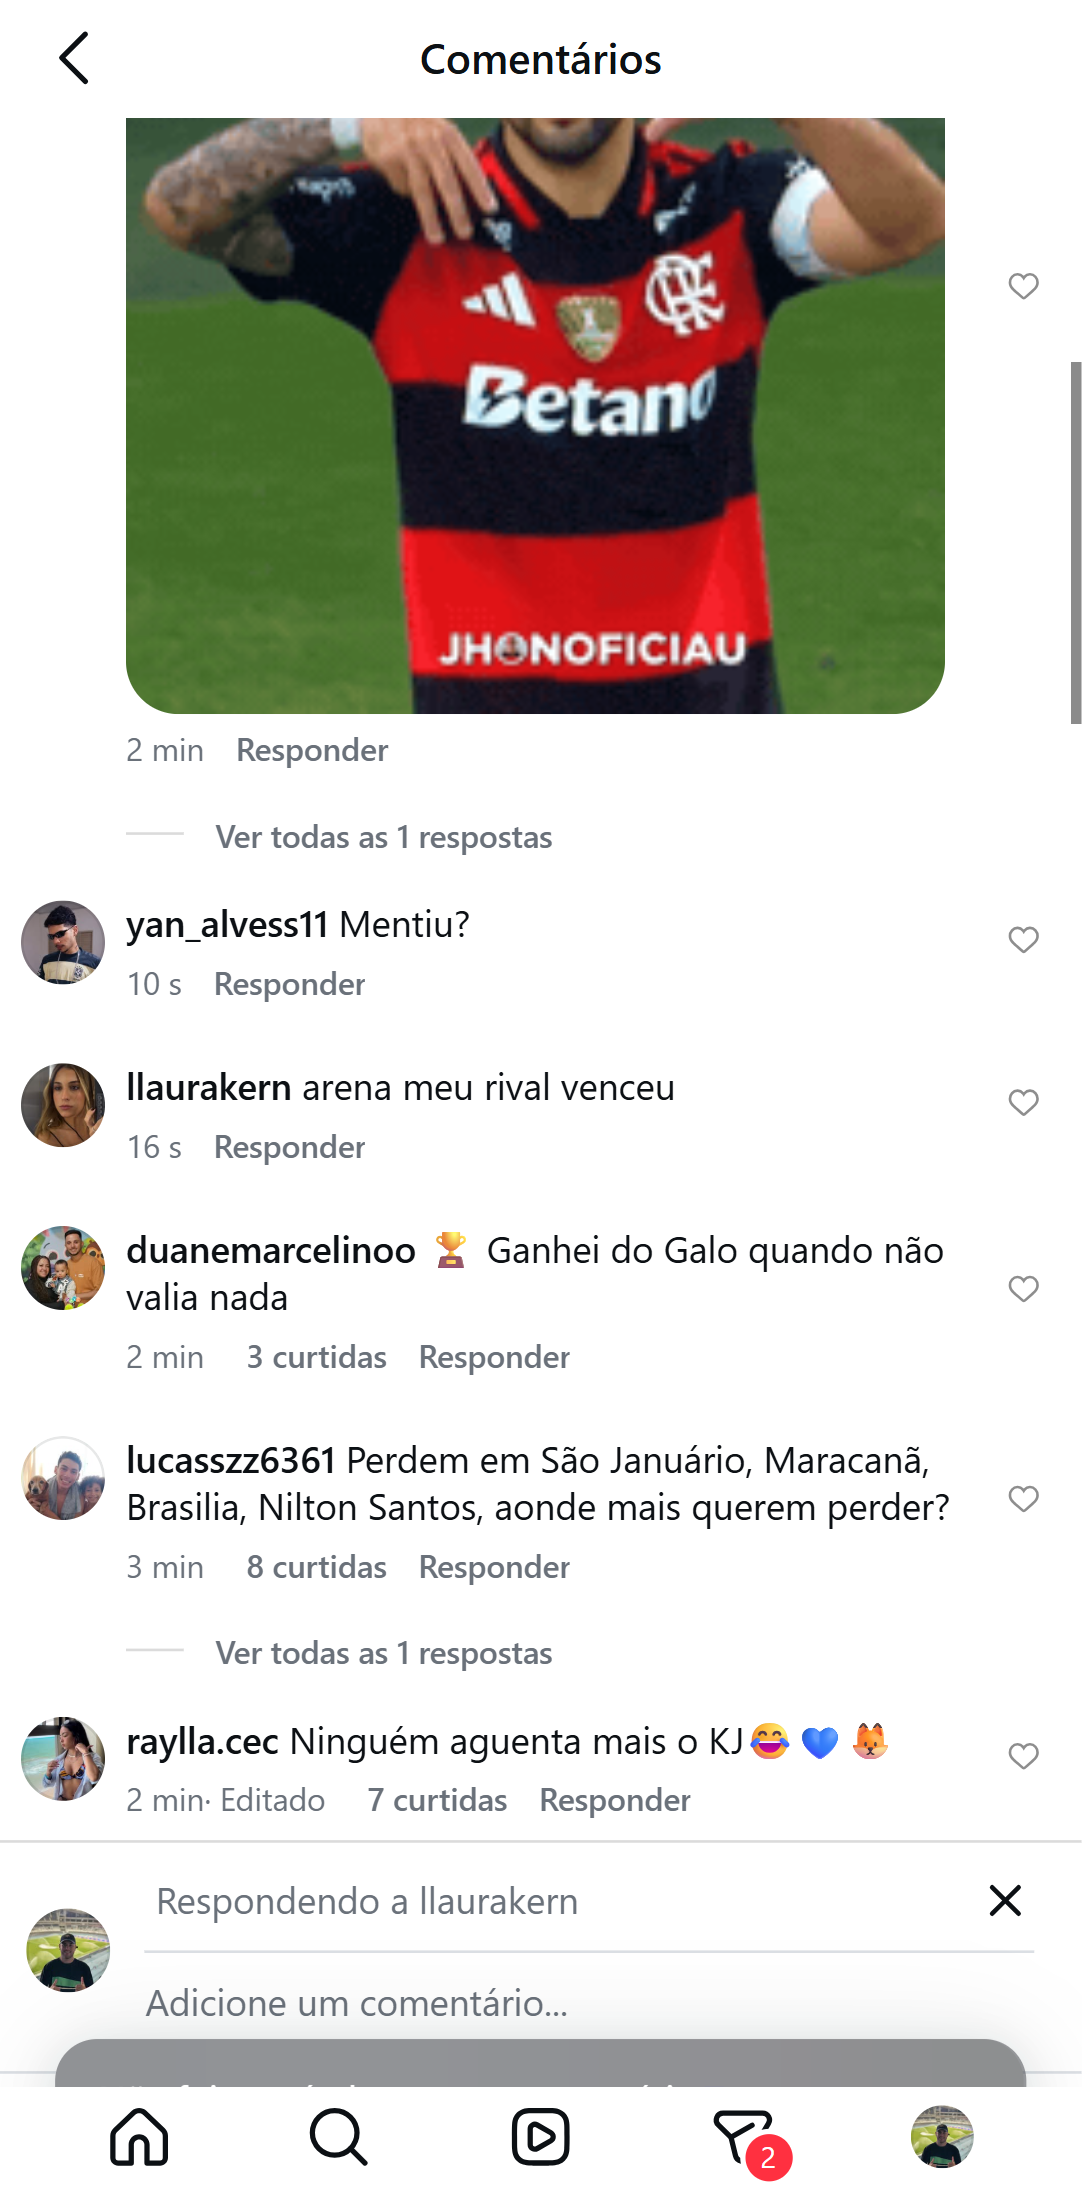 Comentários
Betano
JHONOFICIAU
2 min Responder
Ver todas as 1 respostas
yan_alvess11 Mentiu?
10 s Responder
llaurakern arena meu rival venceu
16 s Responder
duanemarcelinoo 🏆 Ganhei do Galo quando não
valia nada
2 min 3 curtidas Responder
lucasszz6361 Perdem em São Januário, Maracanã,
Brasilia, Nilton Santos, aonde mais querem perder?
3 min 8 curtidas Responder
Ver todas as 1 respostas
raylla.cec Ninguém aguenta mais o KJ😂 💙 🦊
2 min· Editado 7 curtidas Responder
Respondendo a llaurakern
Adicione um comentário...
2